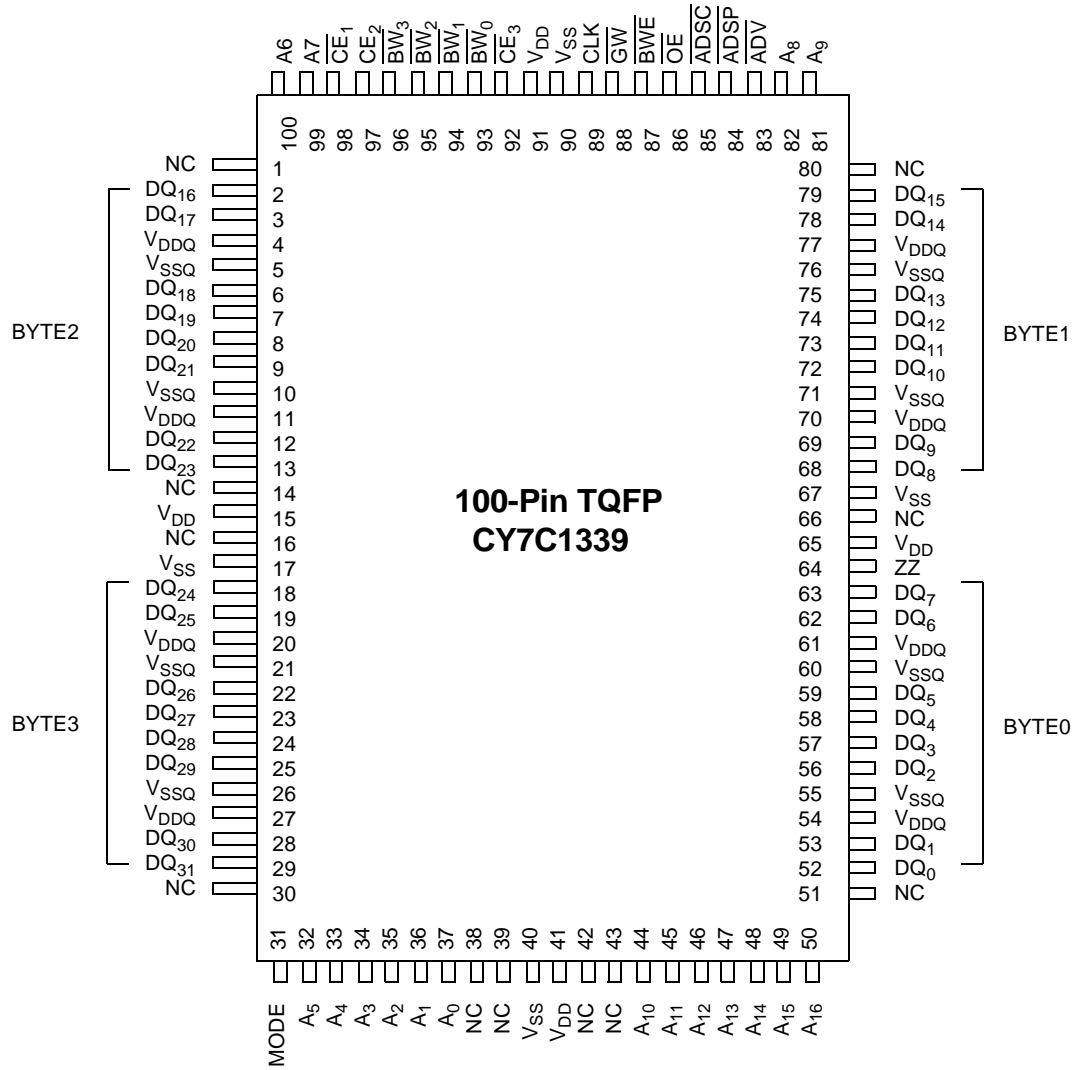 A6
A7
CE1
CE2
BW3
BW2
BW1
BW0
CE3
VDD
VSS
CLK
GW
BWE
OE
ADSC
ADSP
ADV
A8
A9
100
99
98
97
96
95
94
93
92
91
90
89
88
87
86
85
84
83
82
81
NC 1
DQ16 2
DQ17 3
VDDQ 4
VSSQ 5
DQ18 6
DQ19 7
DQ20 8
DQ21 9
VSSQ 10
VDDQ 11
DQ22 12
DQ23 13
NC 14
VDD 15
NC 16
VSS 17
DQ24 18
DQ25 19
VDDQ 20
VSSQ 21
DQ26 22
DQ27 23
DQ28 24
DQ29 25
VSSQ 26
VDDQ 27
DQ30 28
DQ31 29
NC 30
BYTE2
BYTE3
100-Pin TQFP
CY7C1339
80 NC
79 DQ15
78 DQ14
77 VDDQ
76 VSSQ
75 DQ13
74 DQ12
73 DQ11
72 DQ10
71 VSSQ
70 VDDQ
69 DQ9
68 DQ8
67 VSS
66 NC
65 VDD
64 ZZ
63 DQ7
62 DQ6
61 VDDQ
60 VSSQ
59 DQ5
58 DQ4
57 DQ3
56 DQ2
55 VSSQ
54 VDDQ
53 DQ1
52 DQ0
51 NC
BYTE1
BYTE0
31
32
33
34
35
36
37
38
39
40
41
42
43
44
45
46
47
48
49
50
MODE
A5
A4
A3
A2
A1
A0
NC
NC
VSS
VDD
NC
NC
A10
A11
A12
A13
A14
A15
A16